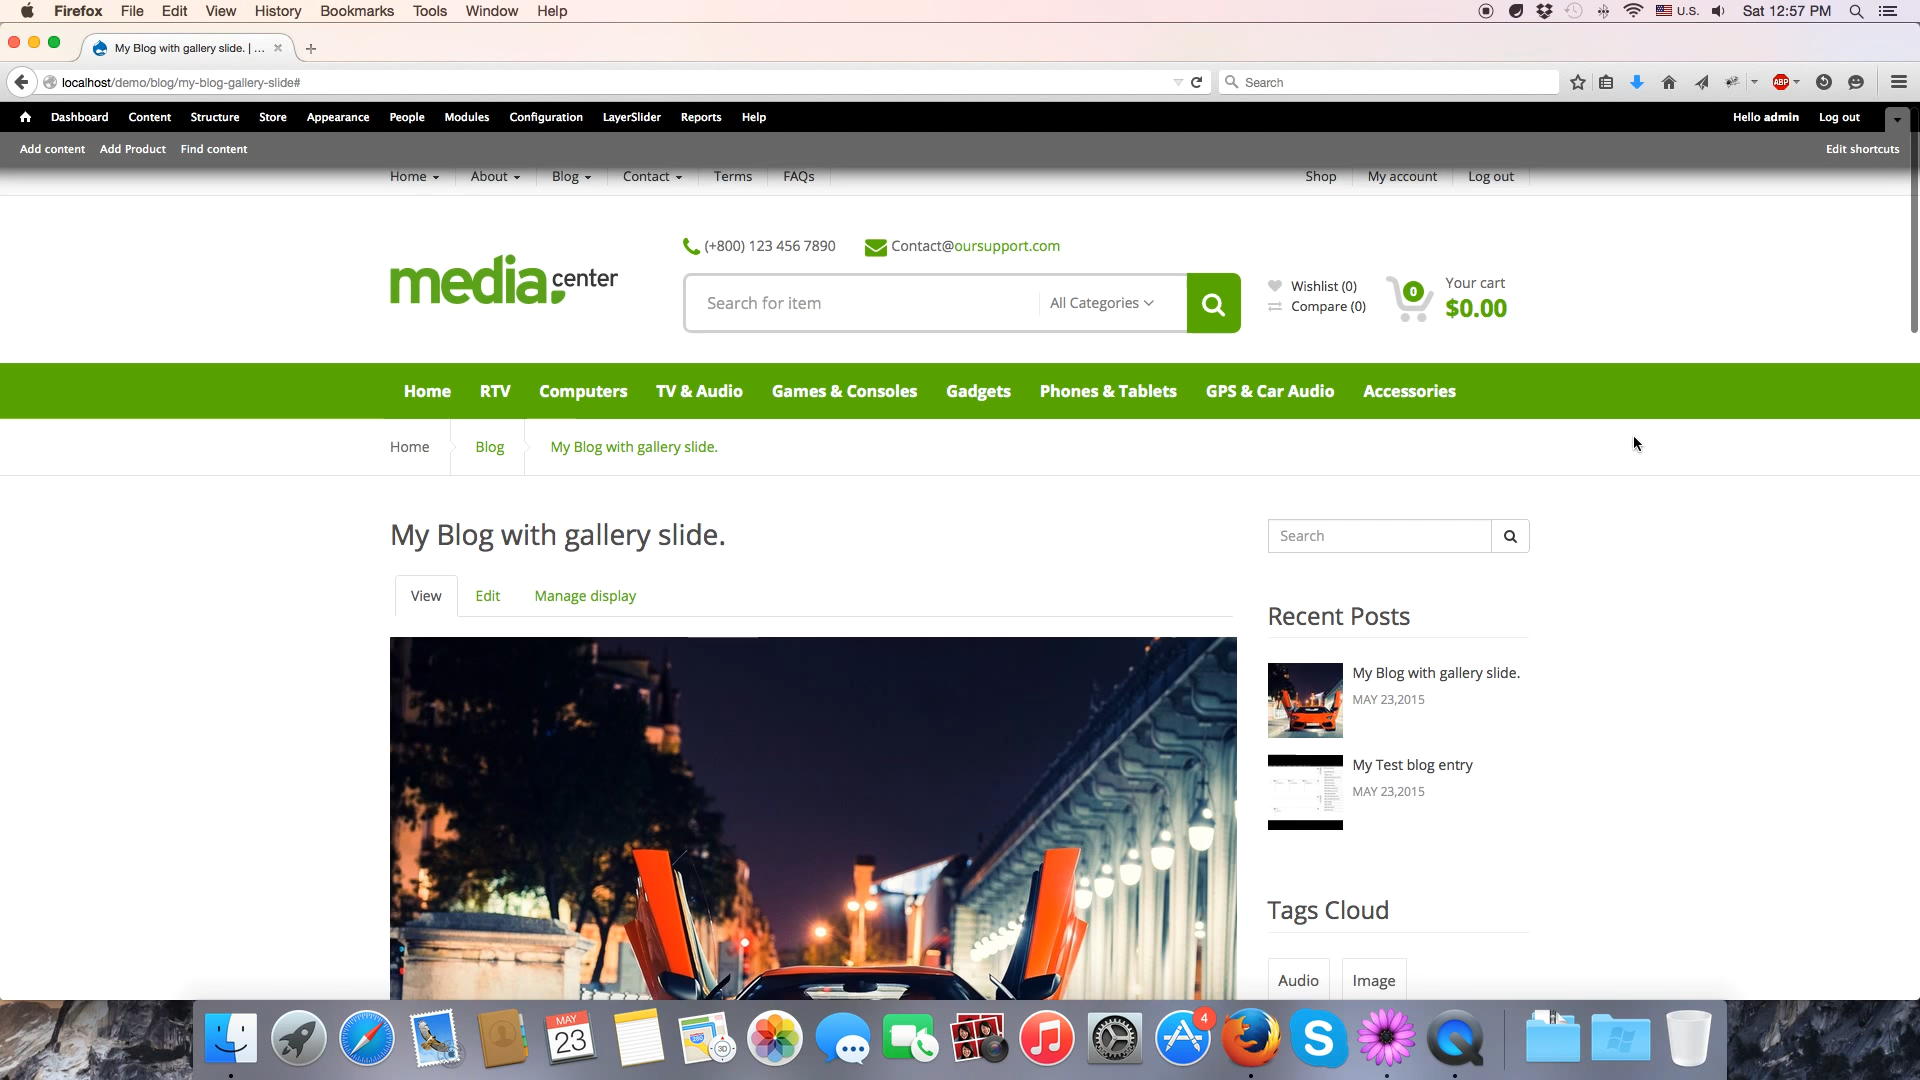 Firefox File Edit View History Bookmarks Tools Window Help U.S. Sat 12:57 PM
My Blog with gallery slide. | ...
localhost/demo/blog/my-blog-gallery-slide# Search ABP
Dashboard Content Structure Store Appearance People Modules Configuration LayerSlider Reports Help Hello admin Log out
Add content Add Product Find content Edit shortcuts
Home About Blog Contact Terms FAQs Shop My account Log out
(+800) 123 456 7890 Contact@oursupport.com
media center
Search for item All Categories
Wishlist (0)
Compare (0)
0
Your cart
$0.00
Home RTV Computers TV & Audio Games & Consoles Gadgets Phones & Tablets GPS & Car Audio Accessories
Home Blog My Blog with gallery slide.
My Blog with gallery slide.
View Edit Manage display
Search
Recent Posts
My Blog with gallery slide.
MAY 23,2015
My Test blog entry
MAY 23,2015
Tags Cloud
Audio Image
MAY
23
3D
4